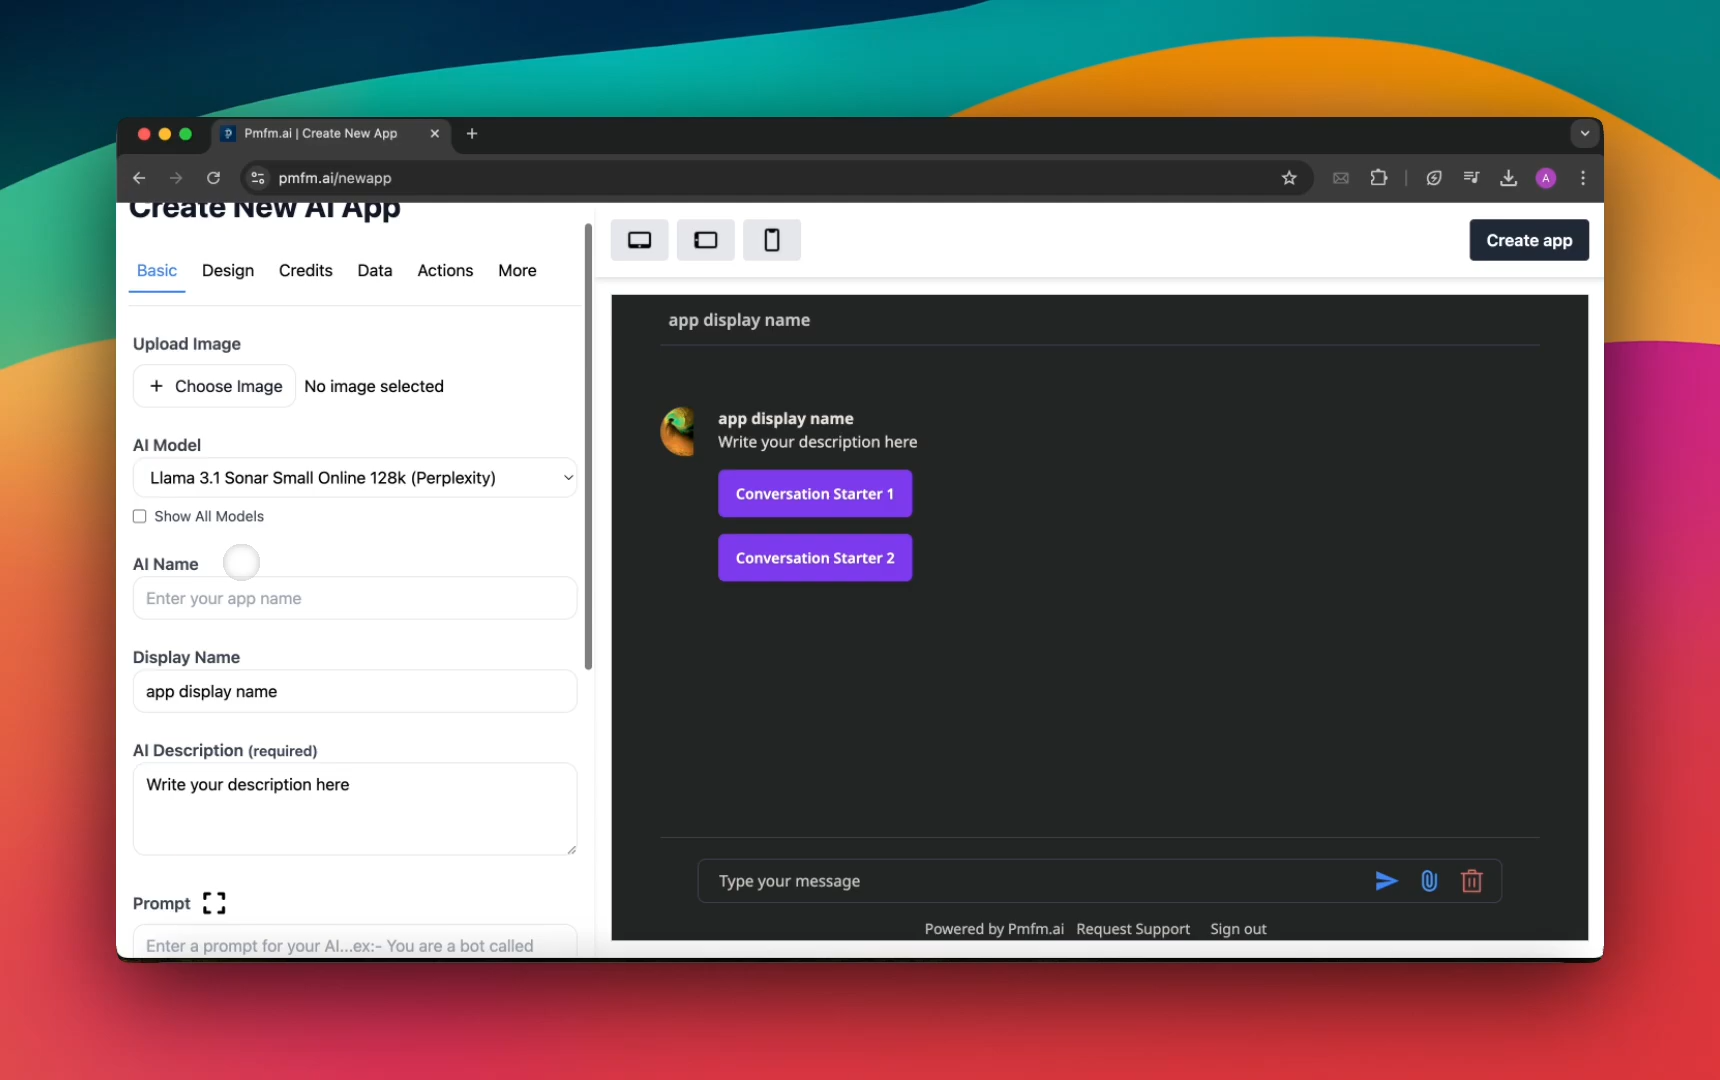 Pmfm.ai | Create New App
pmfm.ai/newapp
A
Create New AI App
Basic Design Credits Data Actions More
Create app
Upload Image
+ Choose Image No image selected
AI Model
Llama 3.1 Sonar Small Online 128k (Perplexity)
Show All Models
AI Name
Enter your app name
Display Name
app display name
AI Description (required)
Write your description here
Prompt
Enter a prompt for your AI...ex:- You are a bot called
app display name
app display name
Write your description here
Conversation Starter 1
Conversation Starter 2
Type your message
Powered by Pmfm.ai Request Support Sign out